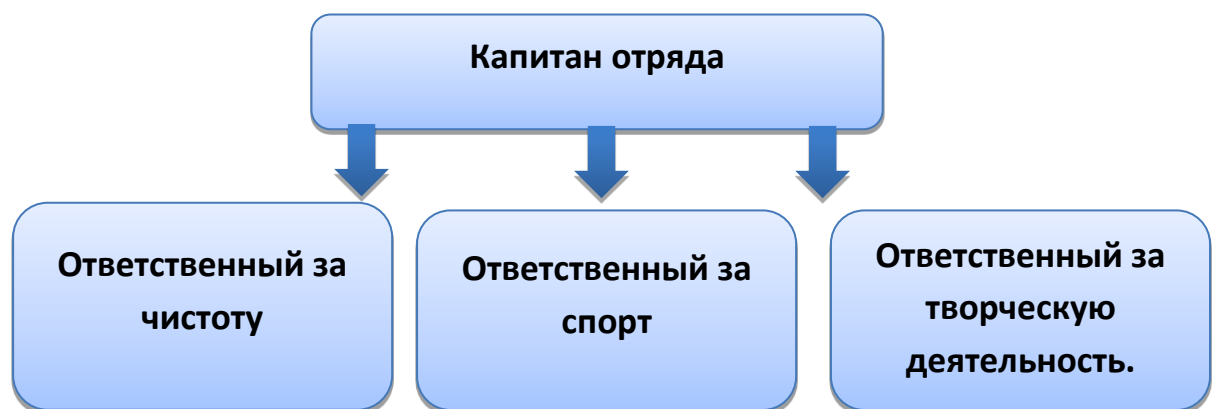 Капитан отряда
Ответственный за
чистоту
Ответственный за
спорт
Ответственный за
творческую
деятельность.